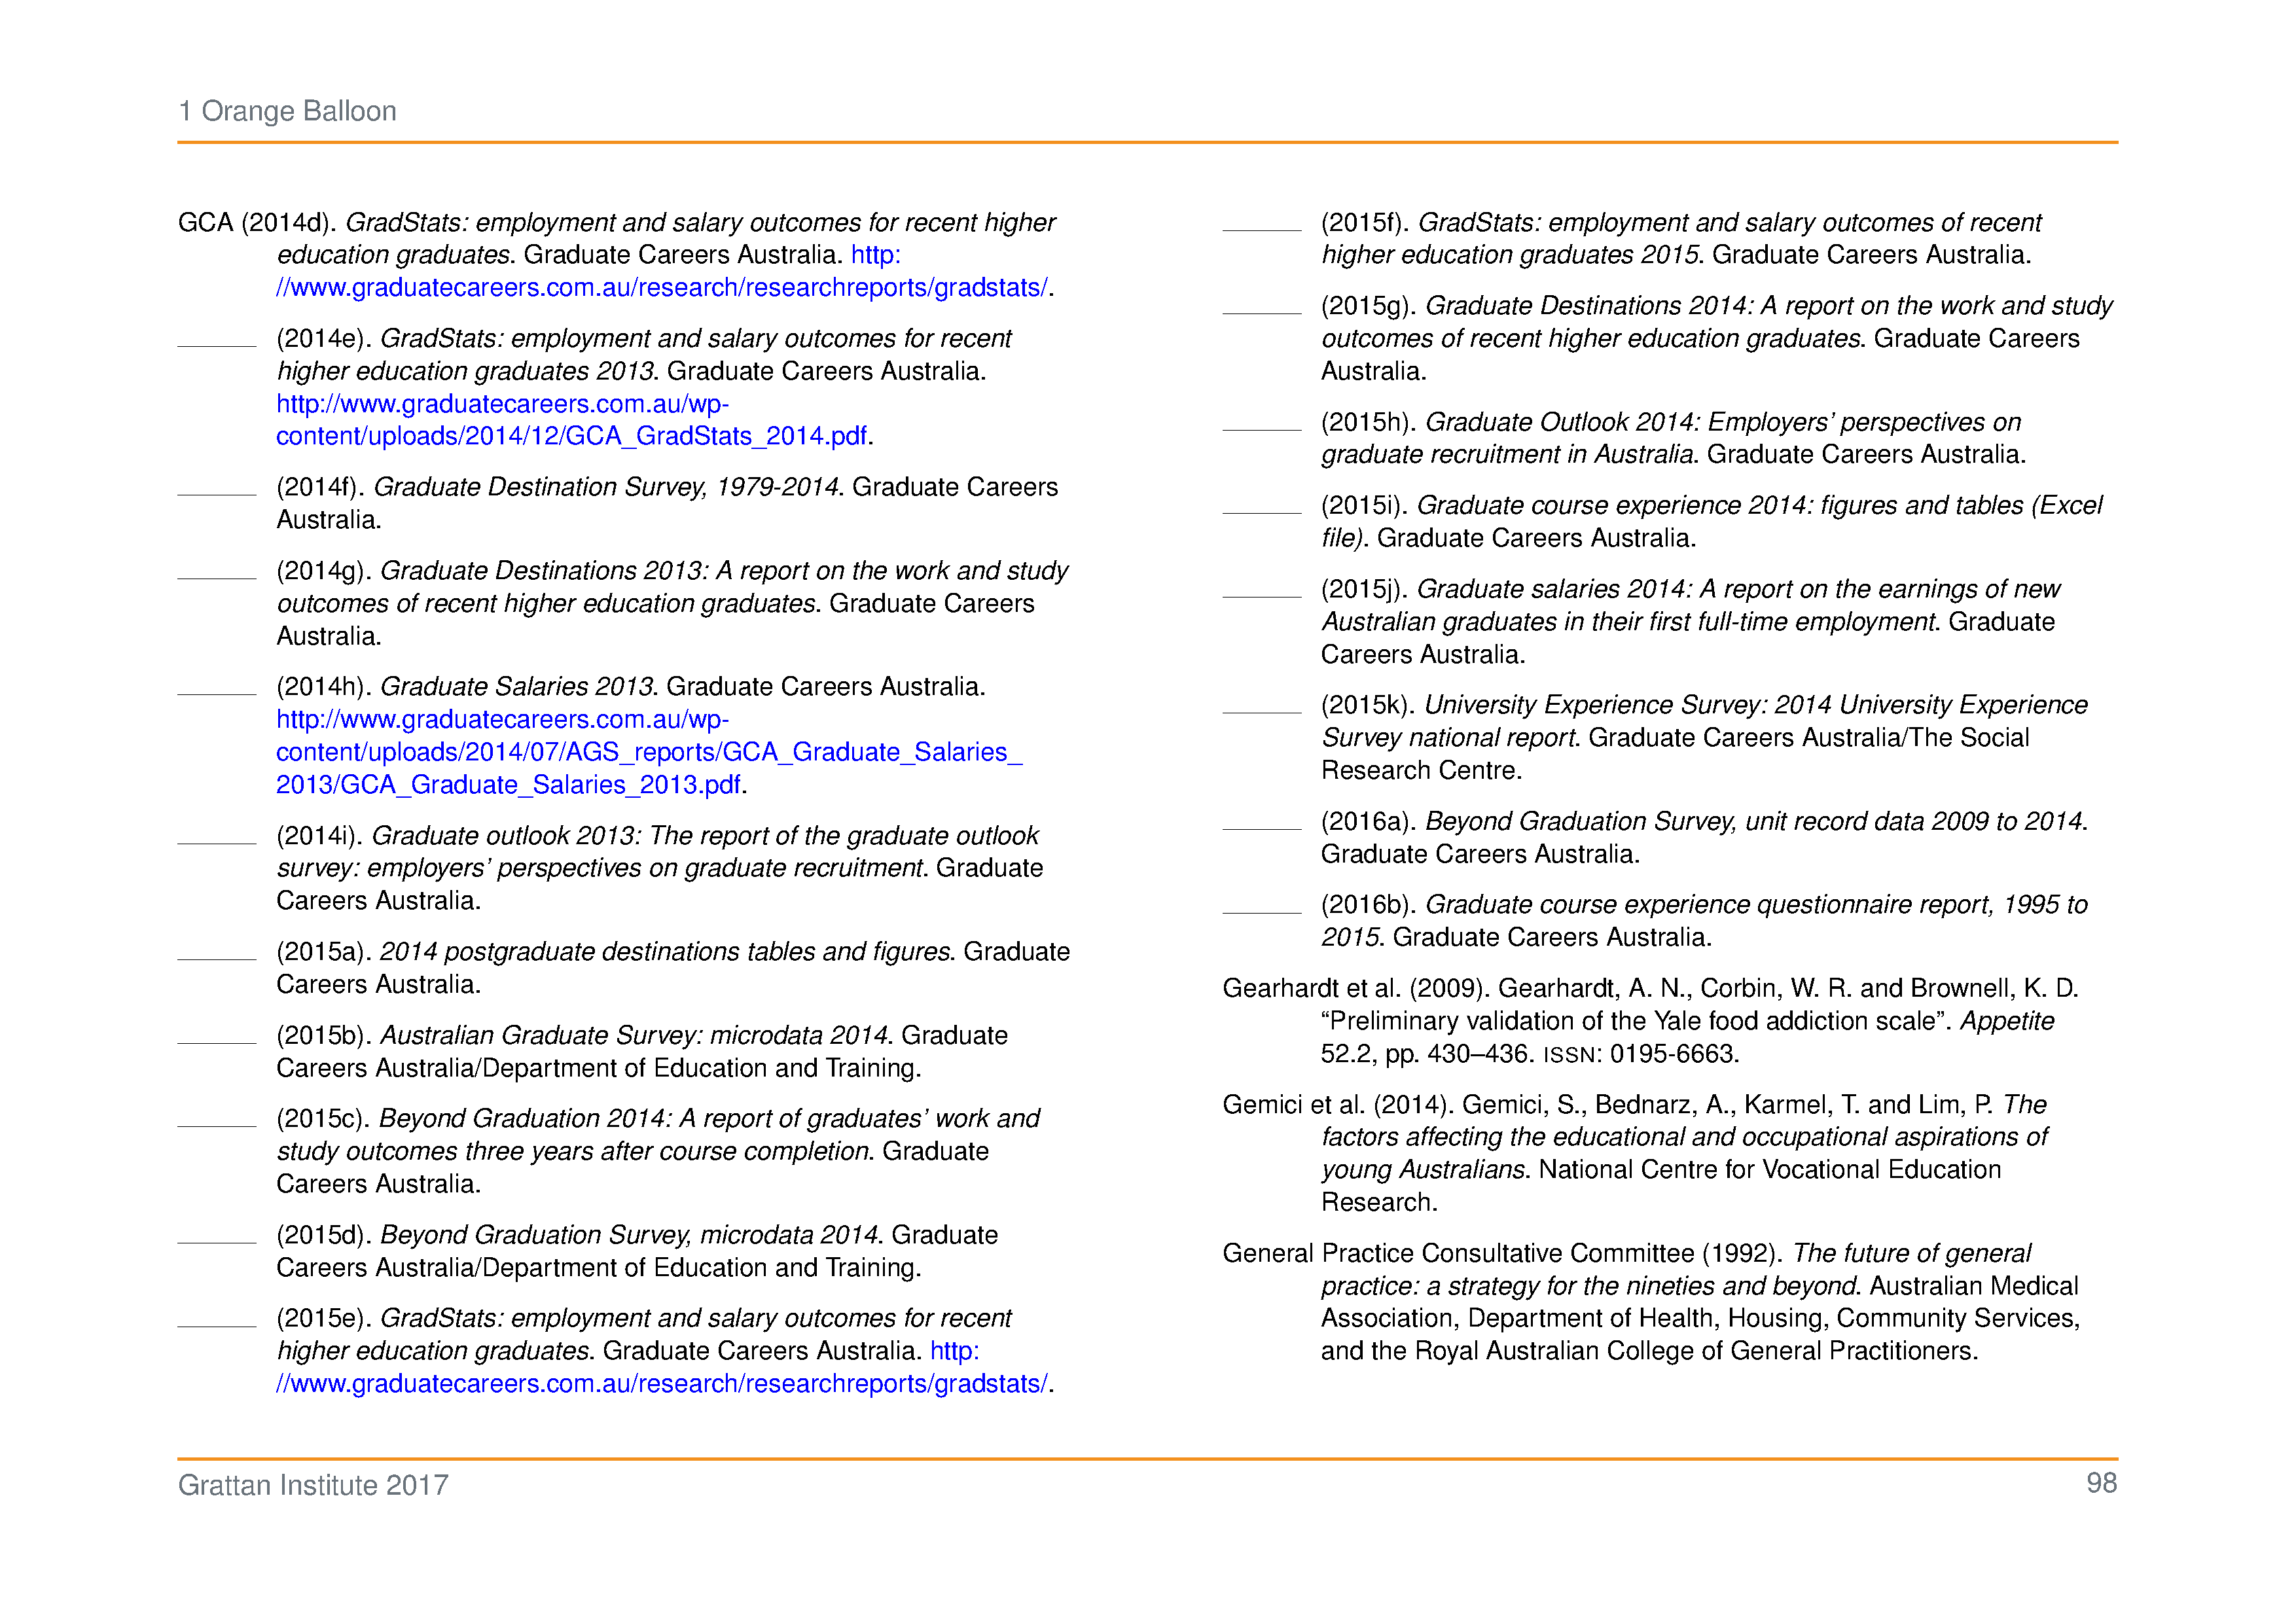 1 Orange Balloon
GCA (2014d). GradStats: employment and salary outcomes for recent higher
education graduates. Graduate Careers Australia. http:
//www.graduatecareers.com.au/research/researchreports/gradstats/.
(2014e). GradStats: employment and salary outcomes for recent
higher education graduates 2013. Graduate Careers Australia.
http://www.graduatecareers.com.au/wp-
content/uploads/2014/12/GCA_GradStats_2014.pdf.
(2014f). Graduate Destination Survey, 1979-2014. Graduate Careers
Australia.
(2014g). Graduate Destinations 2013: A report on the work and study
outcomes of recent higher education graduates. Graduate Careers
Australia.
(2014h). Graduate Salaries 2013. Graduate Careers Australia.
http://www.graduatecareers.com.au/wp-
content/uploads/2014/07/AGS_reports/GCA_Graduate_Salaries_
2013/GCA_Graduate_Salaries_2013.pdf.
(2014i). Graduate outlook 2013: The report of the graduate outlook
survey: employers’ perspectives on graduate recruitment. Graduate
Careers Australia.
(2015a). 2014 postgraduate destinations tables and figures. Graduate
Careers Australia.
(2015b). Australian Graduate Survey: microdata 2014. Graduate
Careers Australia/Department of Education and Training.
(2015c). Beyond Graduation 2014: A report of graduates’ work and
study outcomes three years after course completion. Graduate
Careers Australia.
(2015d). Beyond Graduation Survey, microdata 2014. Graduate
Careers Australia/Department of Education and Training.
(2015e). GradStats: employment and salary outcomes for recent
higher education graduates. Graduate Careers Australia. http:
//www.graduatecareers.com.au/research/researchreports/gradstats/.
(2015f). GradStats: employment and salary outcomes of recent
higher education graduates 2015. Graduate Careers Australia.
(2015g). Graduate Destinations 2014: A report on the work and study
outcomes of recent higher education graduates. Graduate Careers
Australia.
(2015h). Graduate Outlook 2014: Employers’ perspectives on
graduate recruitment in Australia. Graduate Careers Australia.
(2015i). Graduate course experience 2014: figures and tables (Excel
file). Graduate Careers Australia.
(2015j). Graduate salaries 2014: A report on the earnings of new
Australian graduates in their first full-time employment. Graduate
Careers Australia.
(2015k). University Experience Survey: 2014 University Experience
Survey national report. Graduate Careers Australia/The Social
Research Centre.
(2016a). Beyond Graduation Survey, unit record data 2009 to 2014.
Graduate Careers Australia.
(2016b). Graduate course experience questionnaire report, 1995 to
2015. Graduate Careers Australia.
Gearhardt et al. (2009). Gearhardt, A. N., Corbin, W. R. and Brownell, K. D.
“Preliminary validation of the Yale food addiction scale”. Appetite
52.2, pp. 430–436. ISSN: 0195-6663.
Gemici et al. (2014). Gemici, S., Bednarz, A., Karmel, T. and Lim, P. The
factors affecting the educational and occupational aspirations of
young Australians. National Centre for Vocational Education
Research.
General Practice Consultative Committee (1992). The future of general
practice: a strategy for the nineties and beyond. Australian Medical
Association, Department of Health, Housing, Community Services,
and the Royal Australian College of General Practitioners.
Grattan Institute 2017
98